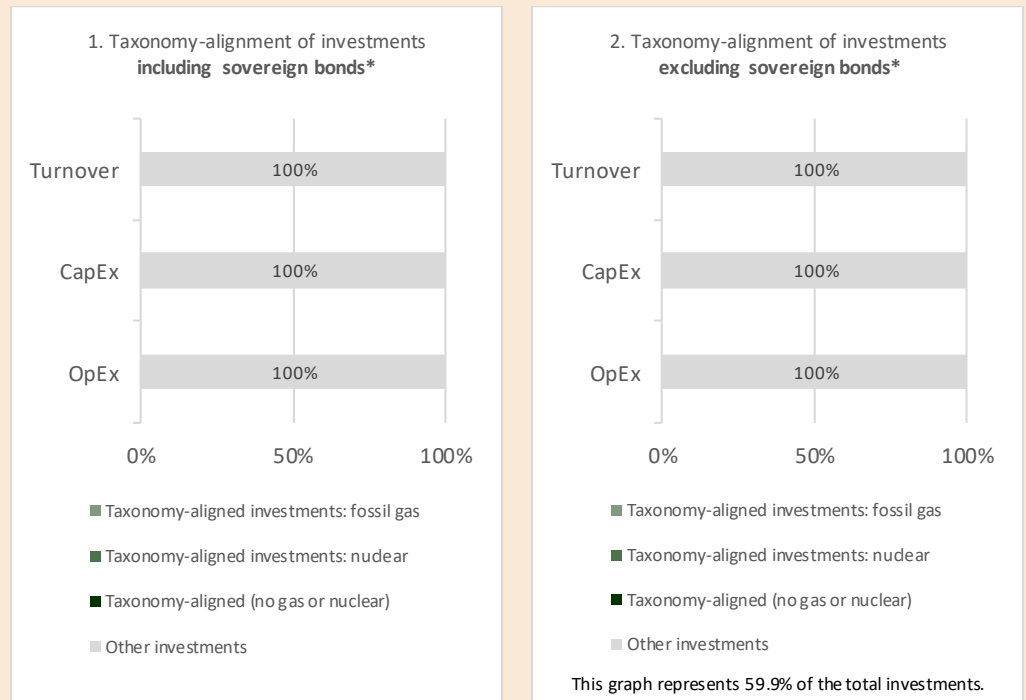 1. Taxonomy-alignment of investments
including sovereign bonds*
Turnover
100%
CapEx
100%
OpEx
100%
0%
50%
100%
Taxonomy-aligned investments: fossil gas
Taxonomy-aligned investments: nuclear
Taxonomy-aligned (no gas or nuclear)
Other investments
2. Taxonomy-alignment of investments
excluding sovereign bonds*
Turnover
100%
CapEx
100%
OpEx
100%
0%
50%
100%
Taxonomy-aligned investments: fossil gas
Taxonomy-aligned investments: nuclear
Taxonomy-aligned (no gas or nuclear)
Other investments
This graph represents 59.9% of the total investments.